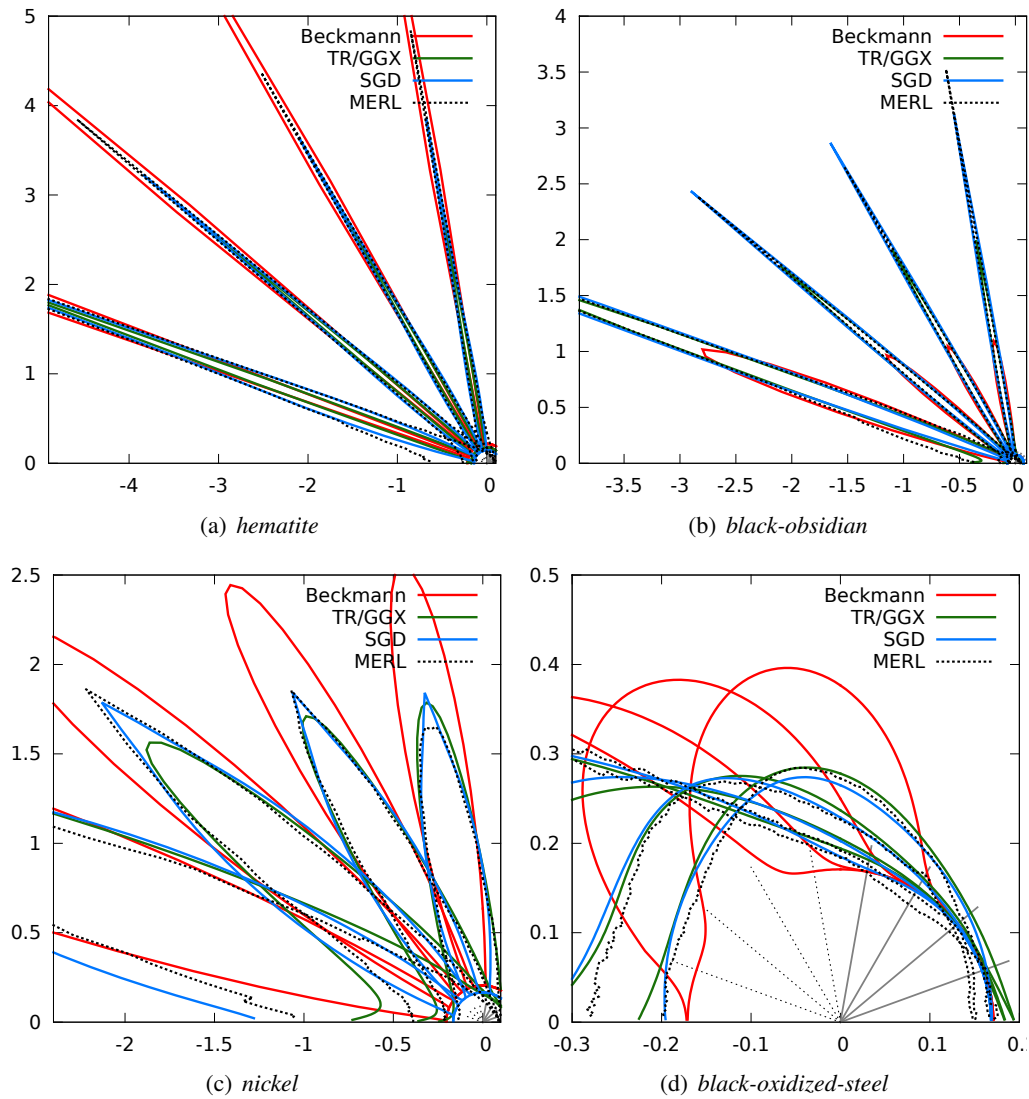 5
4
3
2
1
0
-4
-3
-2
-1
0
Beckmann
TR/GGX
SGD
MERL
(a) hematite
4
3.5
3
2.5
2
1.5
1
0.5
0
-3.5
-3
-2.5
-2
-1.5
-1
-0.5
0
Beckmann
TR/GGX
SGD
MERL
(b) black-obsidian
2.5
2
1.5
1
0.5
0
-2
-1.5
-1
-0.5
0
Beckmann
TR/GGX
SGD
MERL
(c) nickel
0.5
0.4
0.3
0.2
0.1
0
-0.3
-0.2
-0.1
0
0.1
Beckmann
TR/GGX
SGD
MERL
(d) black-oxidized-steel